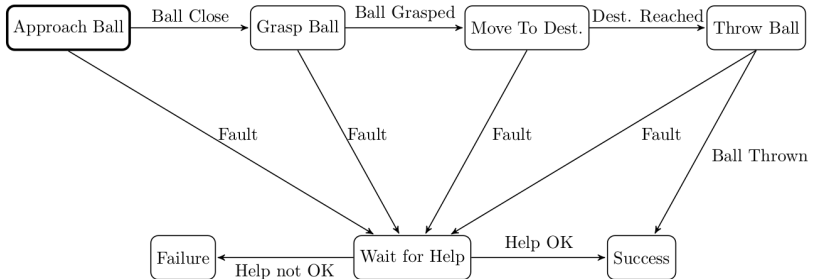 Approach Ball
Ball Close
Grasp Ball
Ball Grasped
Move To Dest.
Dest. Reached
Throw Ball
Fault
Fault
Fault
Fault
Ball Thrown
Failure
Help not OK
Wait for Help
Help OK
Success